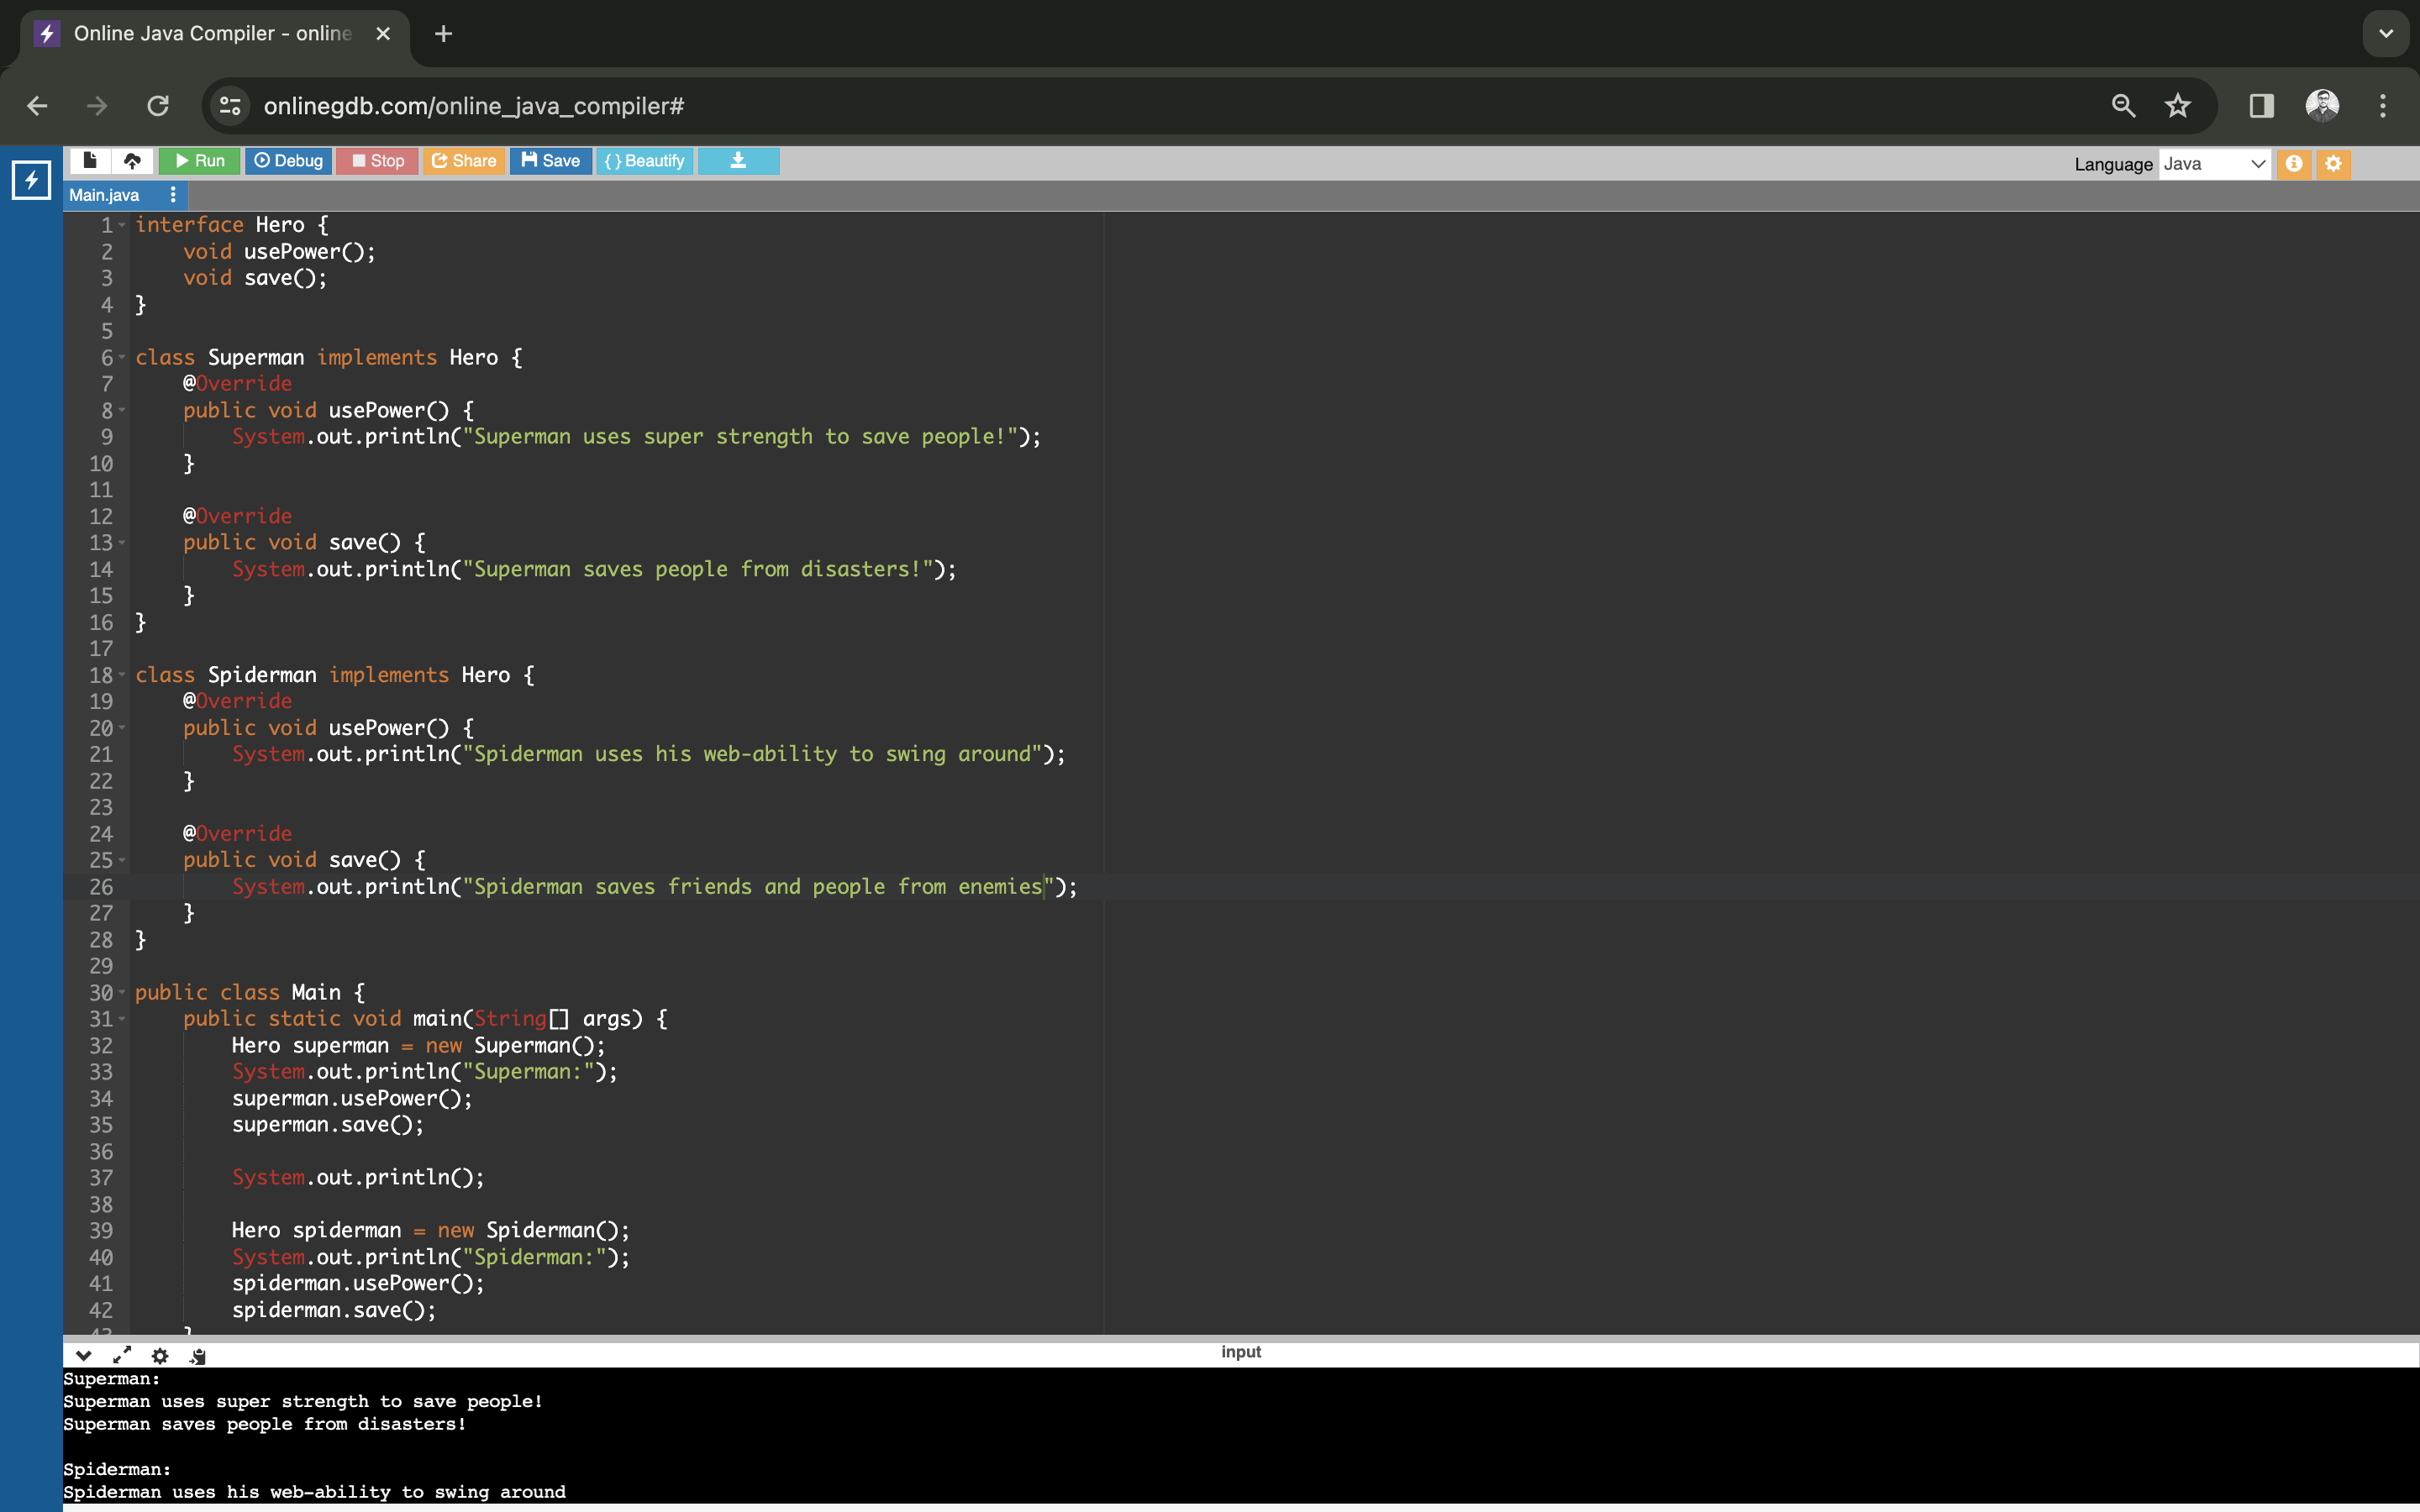 Online Java Compiler - online
onlinegdb.com/online_java_compiler#
Run Debug Stop Share Save { } Beautify Language Java
Main.java
1 interface Hero {
2     void usePower();
3     void save();
4 }
5
6 class Superman implements Hero {
7     @Override
8     public void usePower() {
9         System.out.println("Superman uses super strength to save people!");
10     }
11
12     @Override
13     public void save() {
14         System.out.println("Superman saves people from disasters!");
15     }
16 }
17
18 class Spiderman implements Hero {
19     @Override
20     public void usePower() {
21         System.out.println("Spiderman uses his web-ability to swing around");
22     }
23
24     @Override
25     public void save() {
26         System.out.println("Spiderman saves friends and people from enemies");
27     }
28 }
29
30 public class Main {
31     public static void main(String[] args) {
32         Hero superman = new Superman();
33         System.out.println("Superman:");
34         superman.usePower();
35         superman.save();
36
37         System.out.println();
38
39         Hero spiderman = new Spiderman();
40         System.out.println("Spiderman:");
41         spiderman.usePower();
42         spiderman.save();
43     }
input
Superman:
Superman uses super strength to save people!
Superman saves people from disasters!
Spiderman:
Spiderman uses his web-ability to swing around